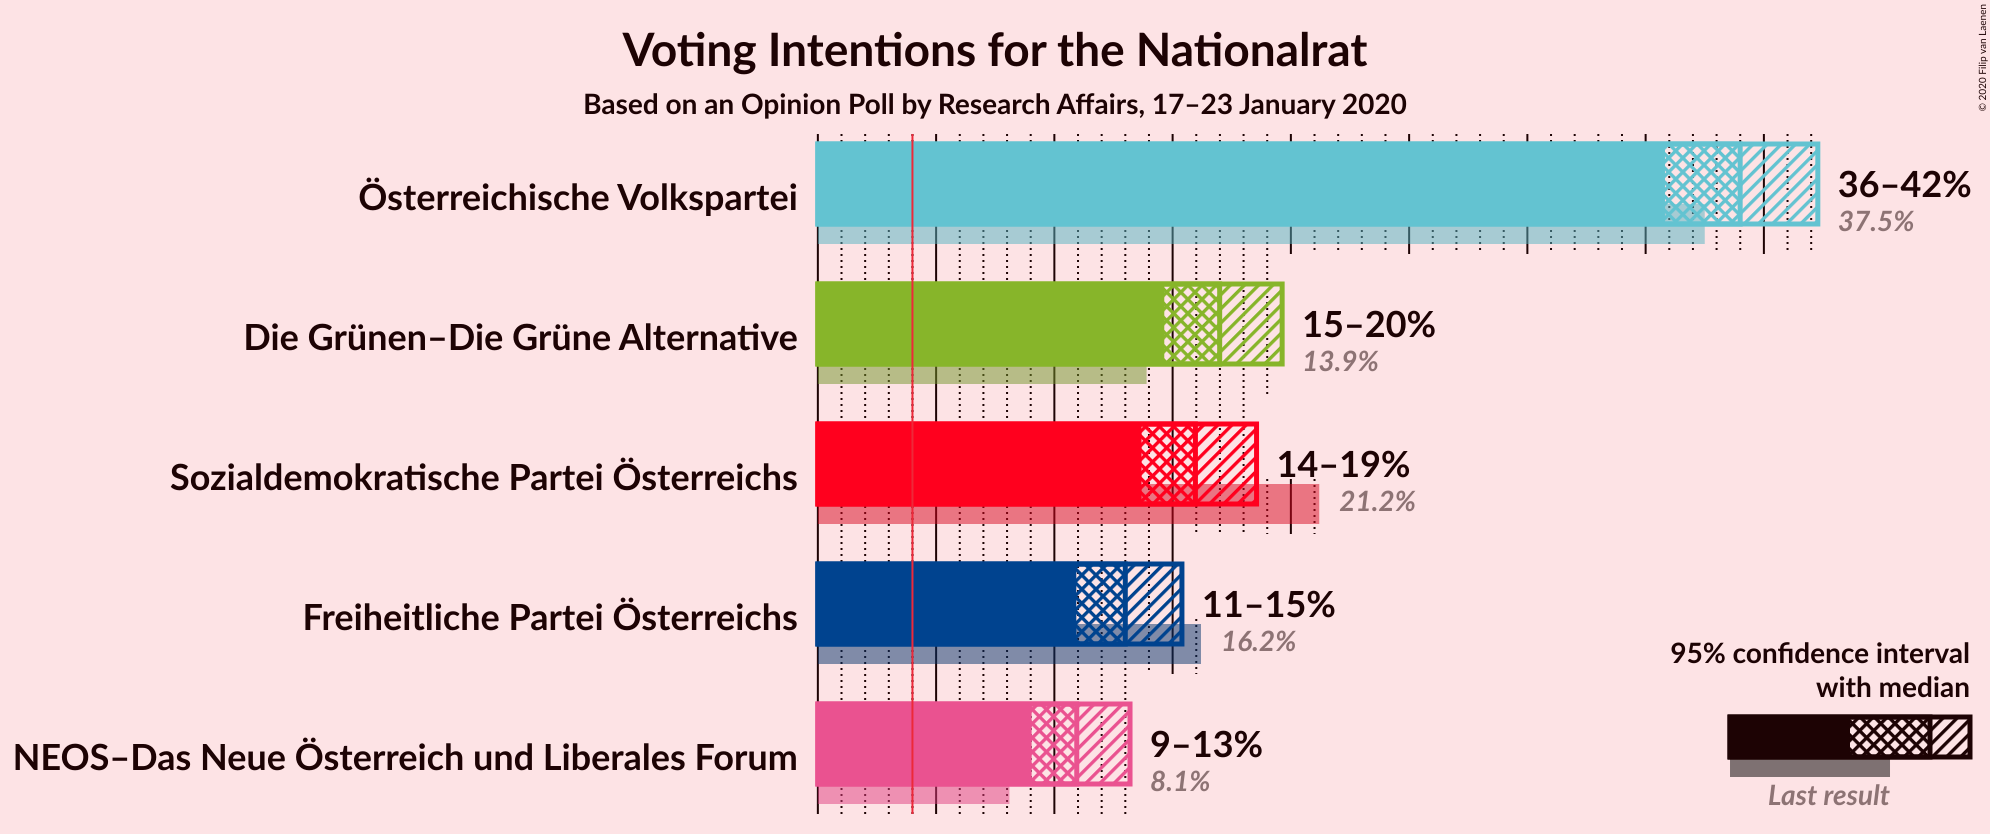 Voting Intentions for the Nationalrat
Based on an Opinion Poll by Research Affairs, 17–23 January 2020
© 2020 Filip van Laenen
Österreichische Volkspartei
36–42%
37.5%
Die Grünen–Die Grüne Alternative
15–20%
13.9%
Sozialdemokratische Partei Österreichs
14–19%
21.2%
Freiheitliche Partei Österreichs
11–15%
16.2%
NEOS–Das Neue Österreich und Liberales Forum
9–13%
8.1%
95% confidence interval
with median
Last result